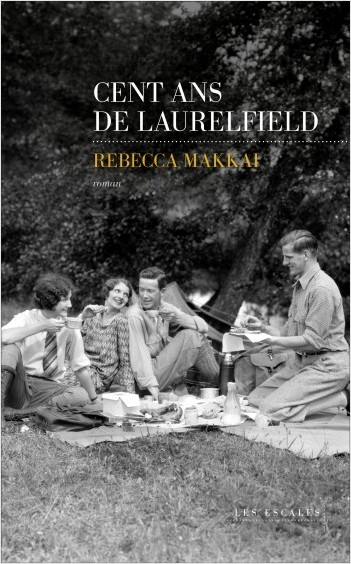 CENT ANS
DE LAURELFIELD
REBECCA MAKKAI
roman
LES ESCALES